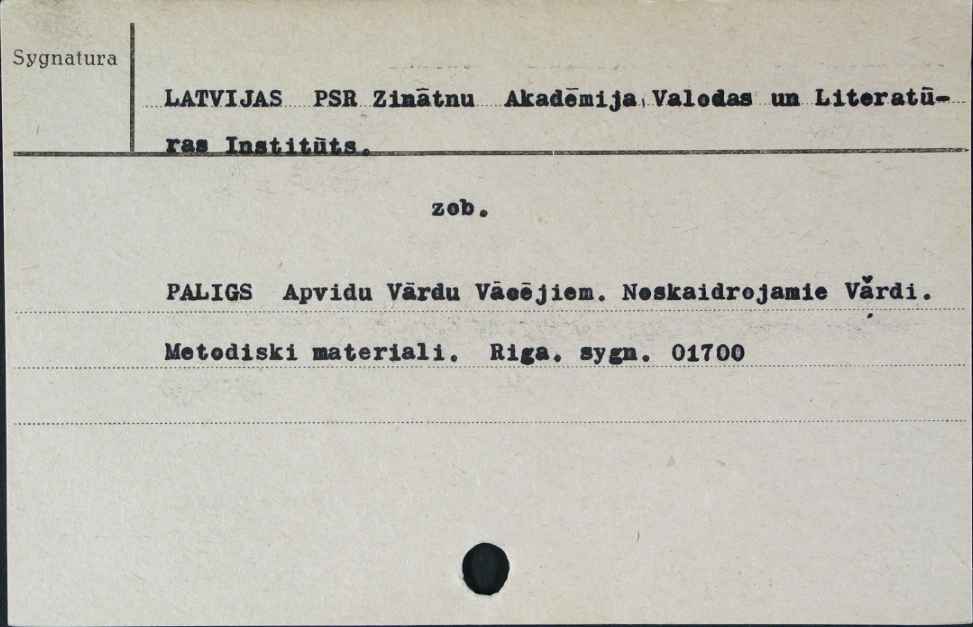 Sygnatura
LATVIJAS PSR Zinātnu Akadēmija, Valodas un Literatū-
ras Institūts.
zob.
PALIGS Apvidu Vārdu Vācējiem. Neskaidrojamie Vārdi.
Metodiski materiali. Riga. sygn. 01700